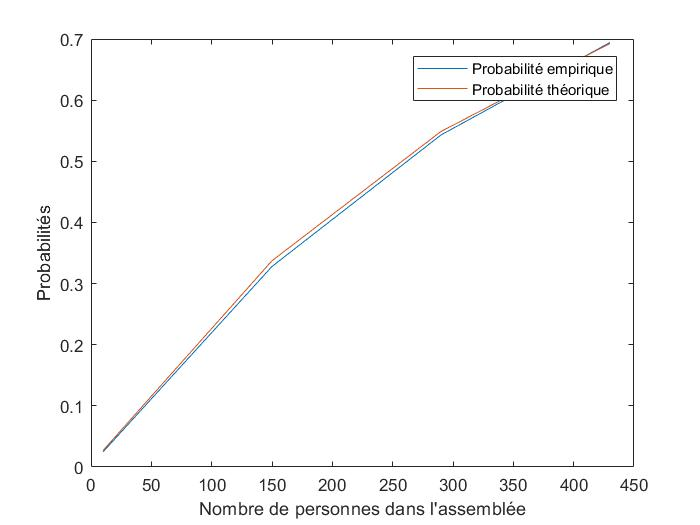 0.7
0.6
0.5
0.4
0.3
0.2
0.1
0
0 50 100 150 200 250 300 350 400 450
Probabilités
Nombre de personnes dans l'assemblée
Probabilité empirique
Probabilité théorique